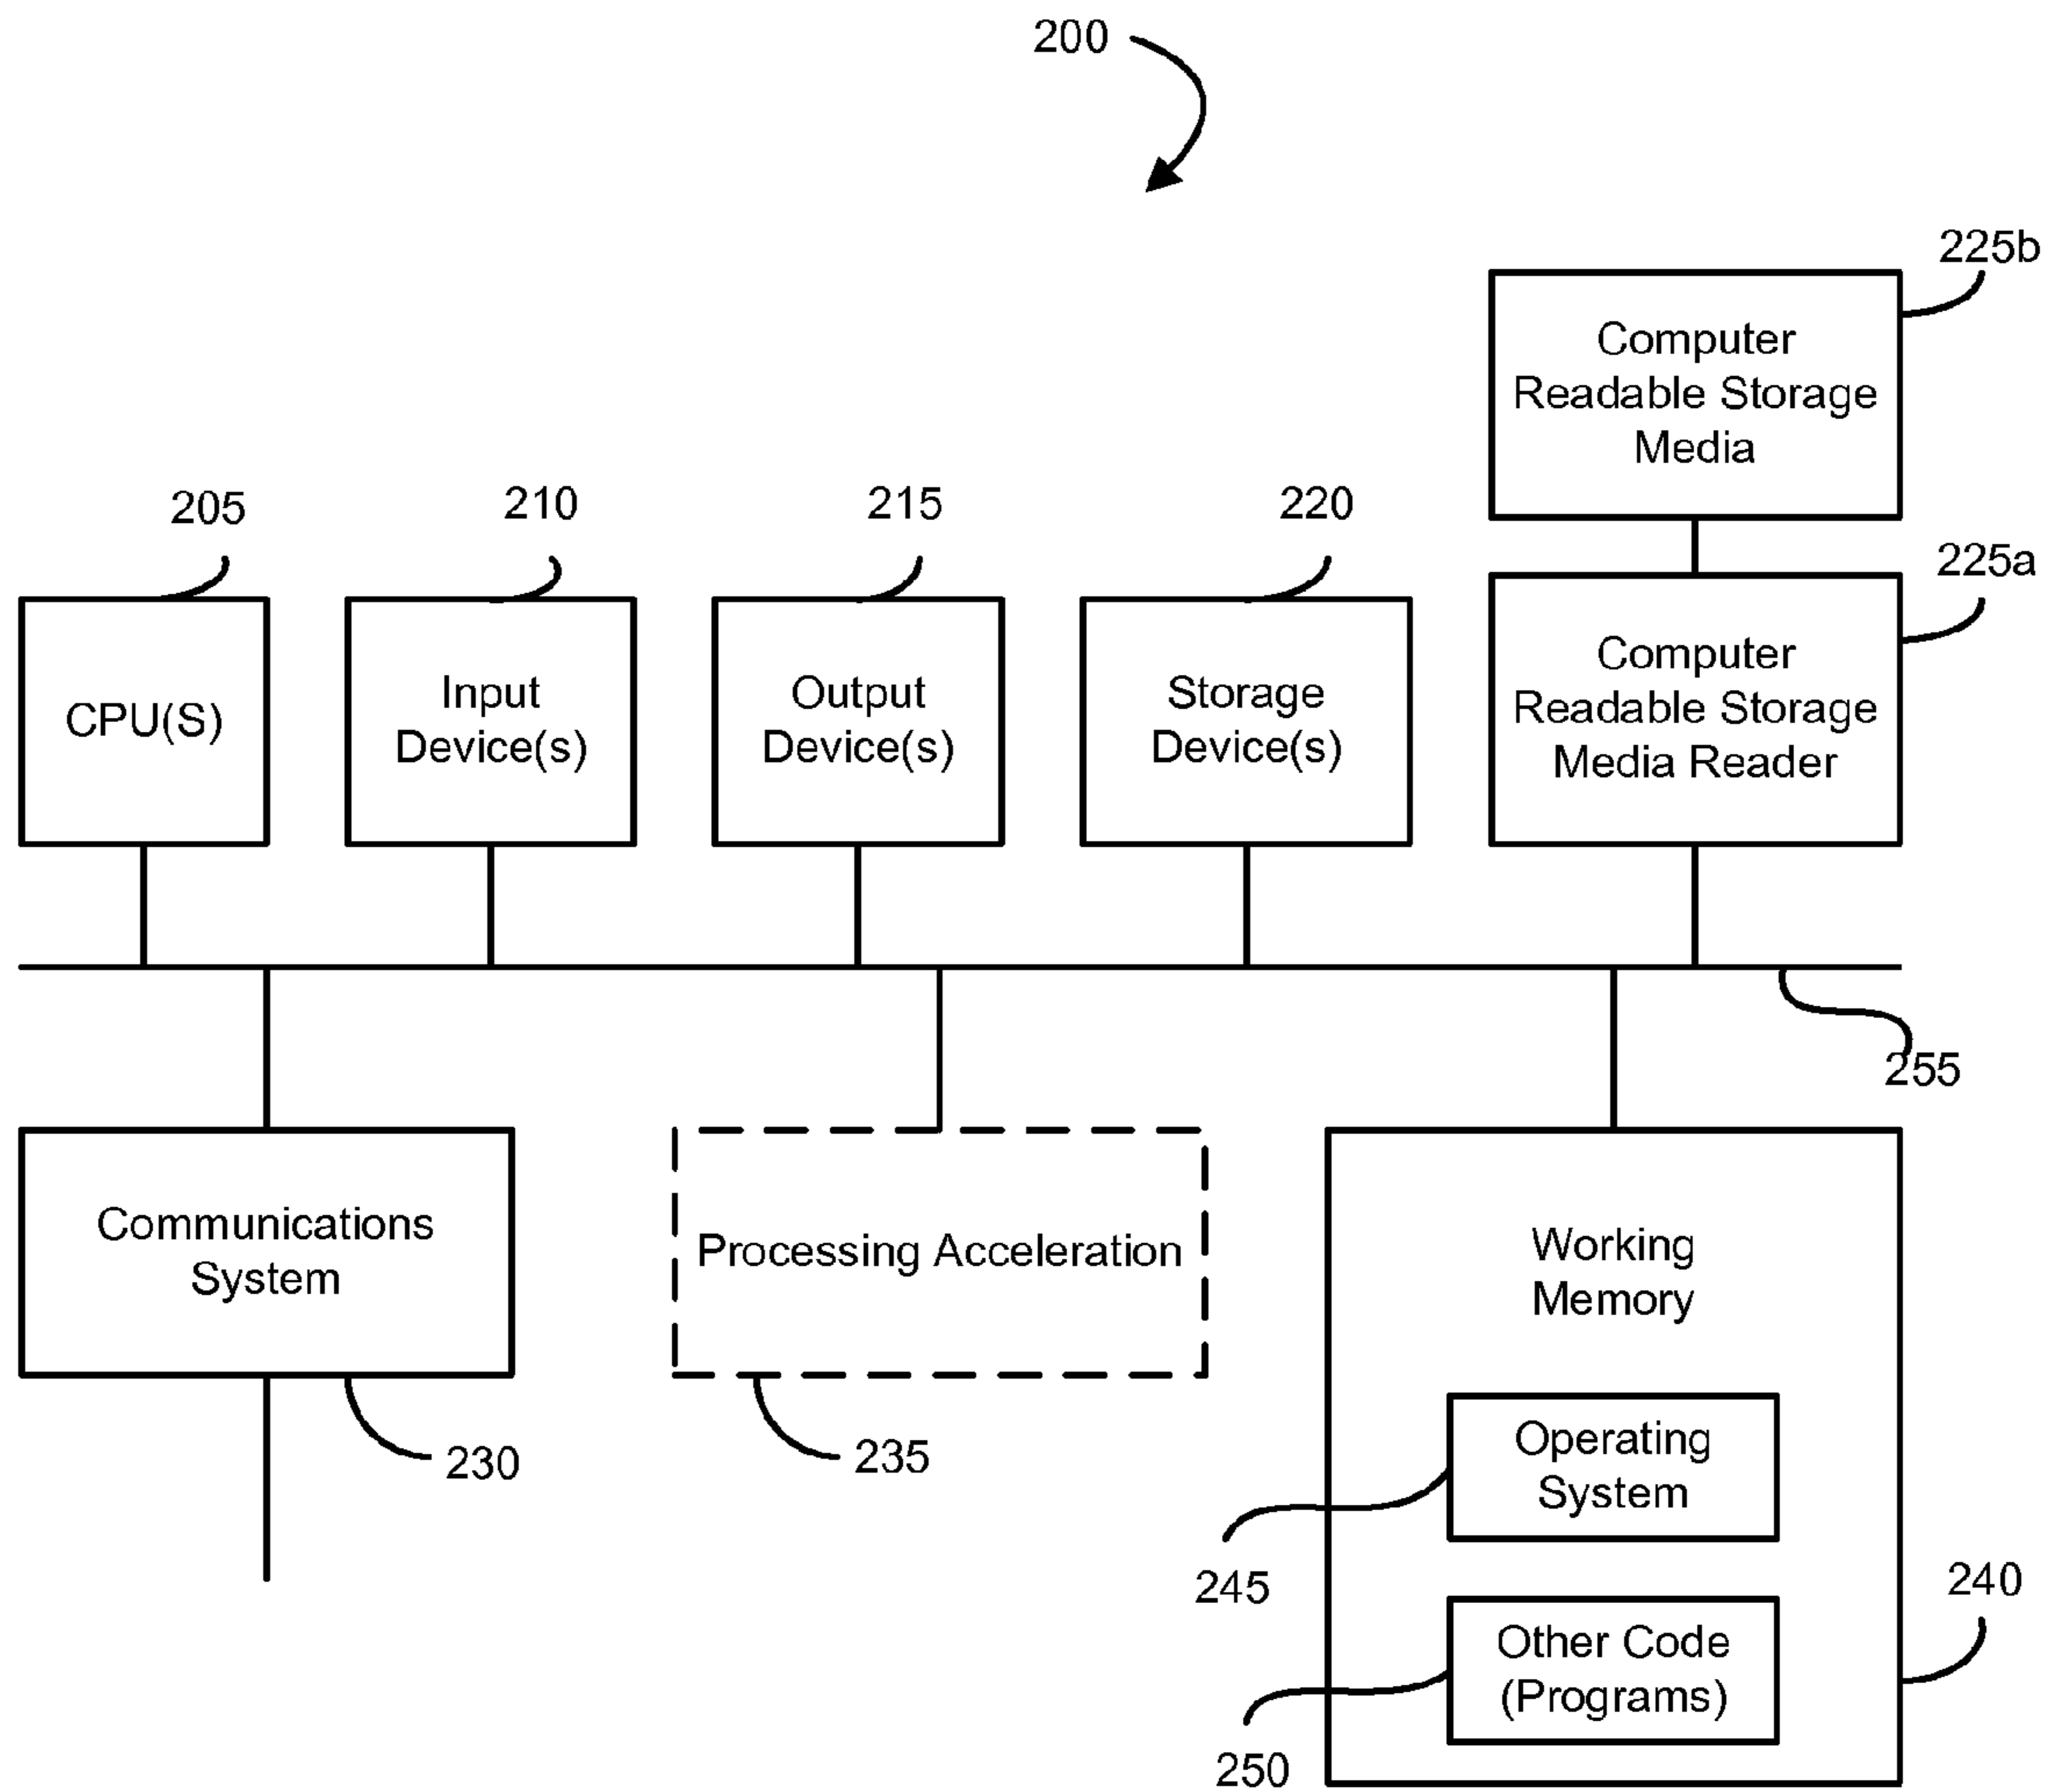 200
225b
Computer
Readable Storage
Media
205
210
215
220
225a
CPU(S)
Input
Device(s)
Output
Device(s)
Storage
Device(s)
Computer
Readable Storage
Media Reader
255
Communications
System
Processing Acceleration
Working
Memory
230
235
Operating
System
245
240
Other Code
(Programs)
250